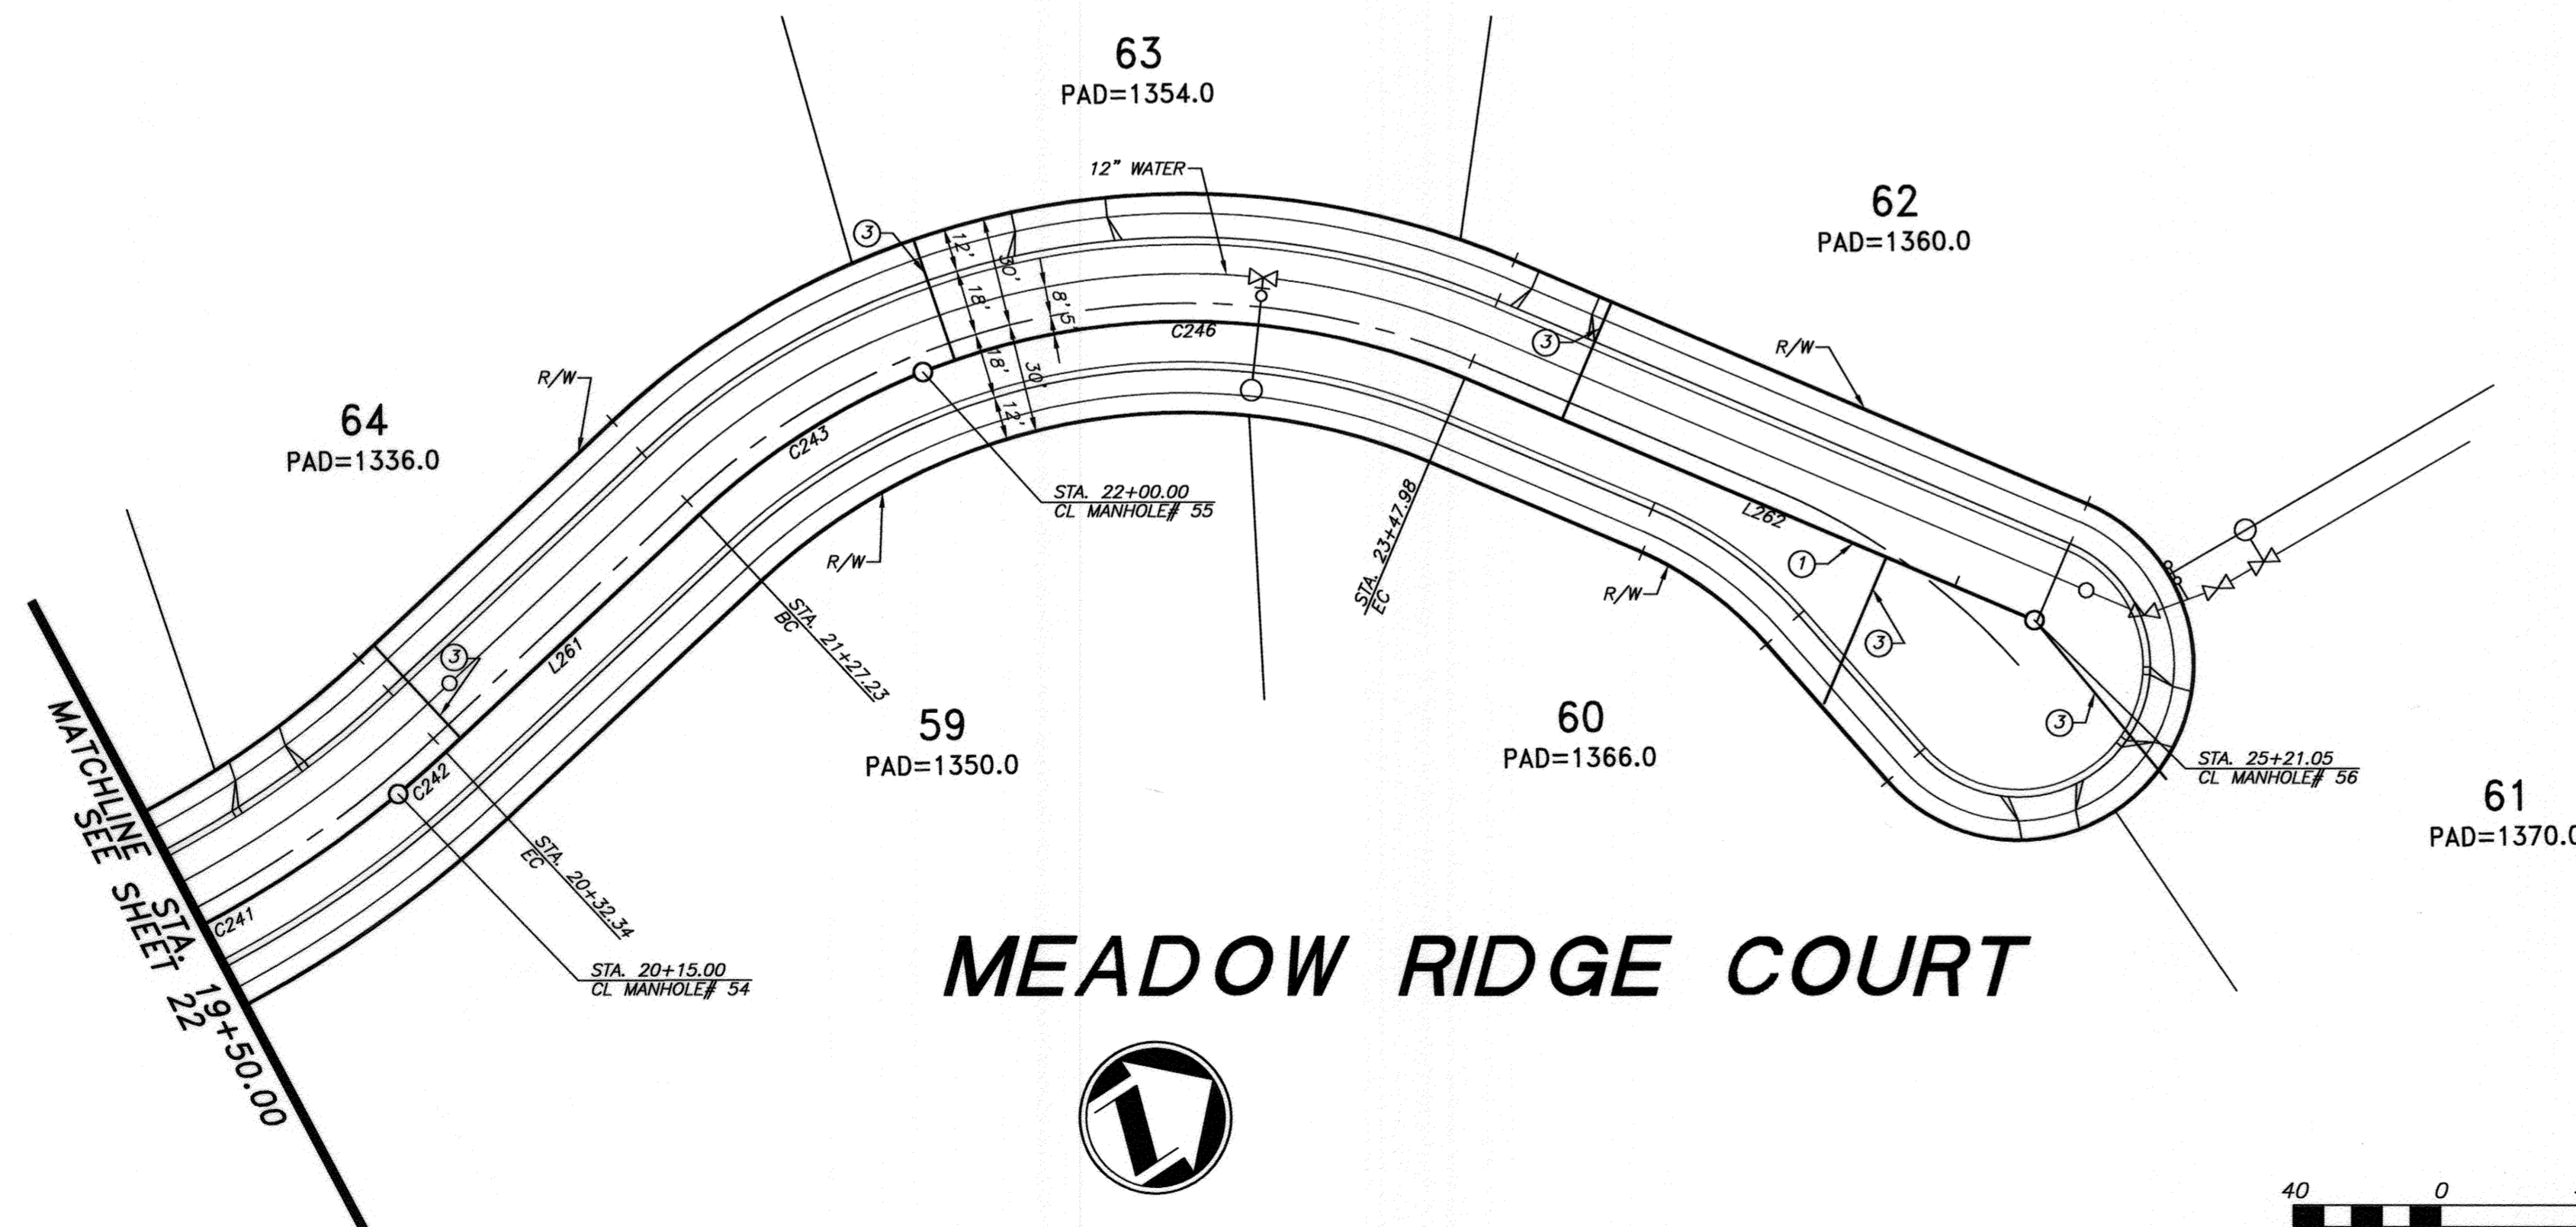 63
PAD=1354.0
12" WATER
62
PAD=1360.0
3
12'
30'
18'
8'
5'
C246
18'
30'
12'
3
R/W
R/W
64
PAD=1336.0
C243
STA. 22+00.00
CL MANHOLE# 55
STA. 23+47.98
EC
L262
1
R/W
R/W
3
3
L261
STA. 21+27.23
BC
59
PAD=1350.0
60
PAD=1366.0
3
STA. 25+21.05
CL MANHOLE# 56
61
PAD=1370.0
C242
STA. 20+32.34
EC
C241
MATCHLINE STA. 19+50.00
SEE SHEET 22
STA. 20+15.00
CL MANHOLE# 54
MEADOW RIDGE COURT
40 0